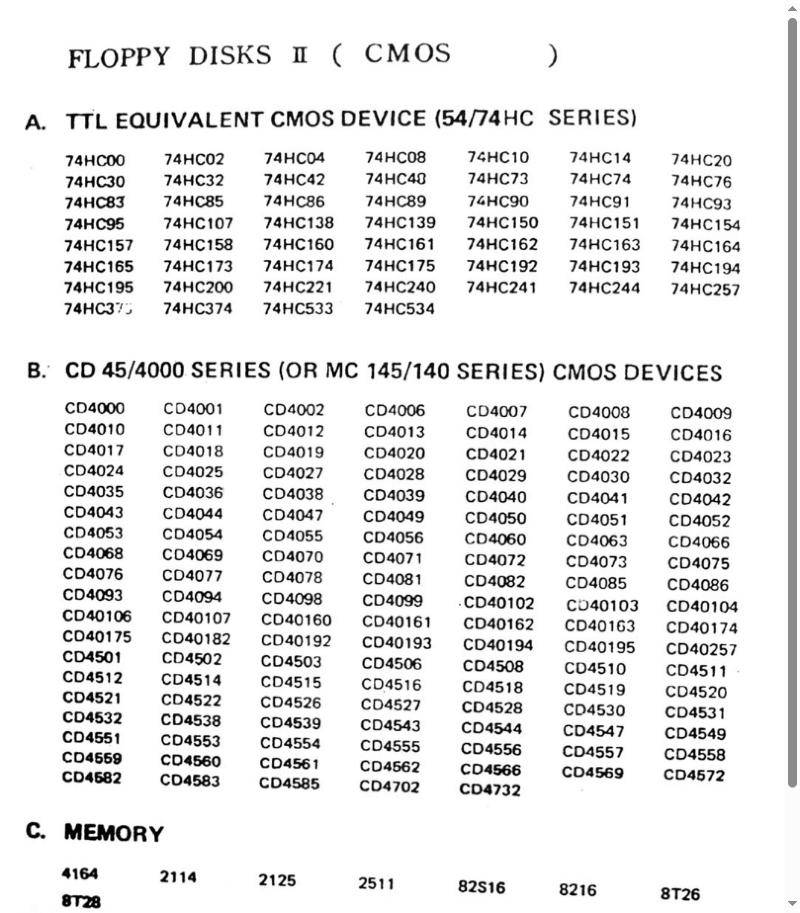 FLOPPY DISKS II ( CMOS )
A. TTL EQUIVALENT CMOS DEVICE (54/74HC SERIES)
74HC00 74HC02 74HC04 74HC08 74HC10 74HC14 74HC20
74HC30 74HC32 74HC42 74HC40 74HC73 74HC74 74HC76
74HC83 74HC85 74HC86 74HC89 74HC90 74HC91 74HC93
74HC95 74HC107 74HC138 74HC139 74HC150 74HC151 74HC154
74HC157 74HC158 74HC160 74HC161 74HC162 74HC163 74HC164
74HC165 74HC173 74HC174 74HC175 74HC192 74HC193 74HC194
74HC195 74HC200 74HC221 74HC240 74HC241 74HC244 74HC257
74HC374 74HC533 74HC534
B. CD 45/4000 SERIES (OR MC 145/140 SERIES) CMOS DEVICES
CD4000 CD4001 CD4002 CD4006 CD4007 CD4008 CD4009
CD4010 CD4011 CD4012 CD4013 CD4014 CD4015 CD4016
CD4017 CD4018 CD4019 CD4020 CD4021 CD4022 CD4023
CD4024 CD4025 CD4027 CD4028 CD4029 CD4030 CD4032
CD4035 CD4036 CD4038 CD4039 CD4040 CD4041 CD4042
CD4043 CD4044 CD4047 CD4049 CD4050 CD4051 CD4052
CD4053 CD4054 CD4055 CD4056 CD4060 CD4063 CD4066
CD4068 CD4069 CD4070 CD4071 CD4072 CD4073 CD4075
CD4076 CD4077 CD4078 CD4081 CD4082 CD4085 CD4086
CD4093 CD4094 CD4098 CD4099 CD40102 CD40103 CD40104
CD40106 CD40107 CD40160 CD40161 CD40162 CD40163 CD40174
CD40175 CD40182 CD40192 CD40193 CD40194 CD40195 CD40257
CD4501 CD4502 CD4503 CD4506 CD4508 CD4510 CD4511
CD4512 CD4514 CD4515 CD4516 CD4518 CD4519 CD4520
CD4521 CD4522 CD4526 CD4527 CD4528 CD4530 CD4531
CD4532 CD4538 CD4539 CD4543 CD4544 CD4547 CD4549
CD4551 CD4553 CD4554 CD4555 CD4556 CD4557 CD4558
CD4559 CD4560 CD4561 CD4562 CD4566 CD4569 CD4572
CD4582 CD4583 CD4585 CD4702 CD4732
C. MEMORY
4164 2114 2125 2511 82S16 8216 8T26
8T28